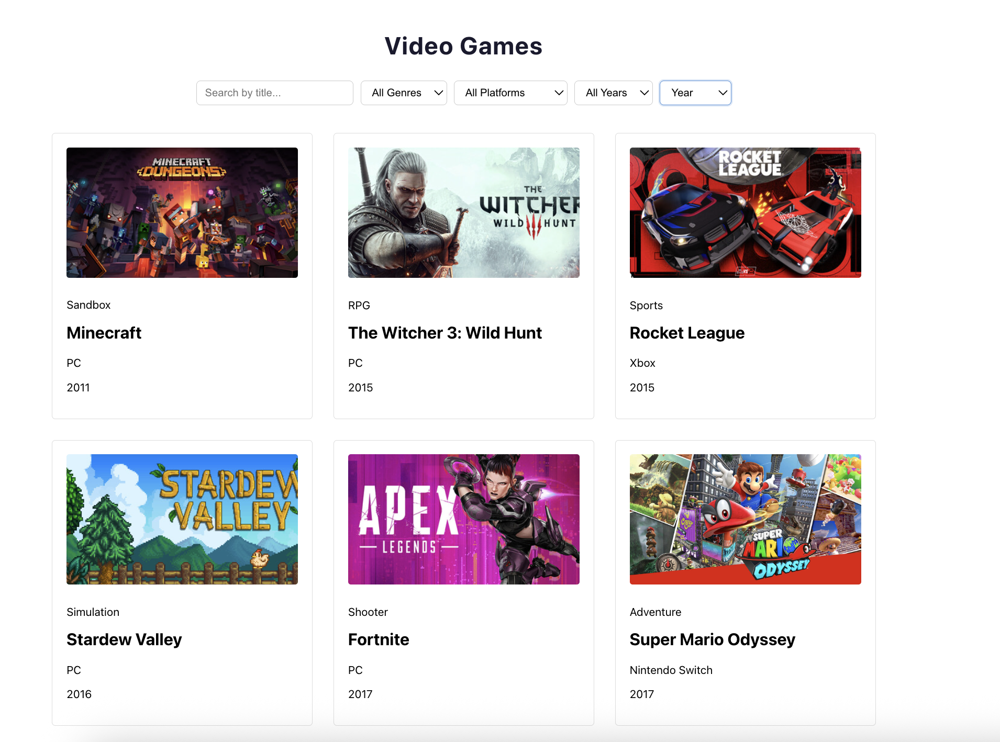 Video Games
Search by title...
All Genres
All Platforms
All Years
Year
MINECRAFT
DUNGEONS
THE
WITCHER
WILD HUNT
ROCKET
LEAGUE
VS
Sandbox
Minecraft
PC
2011
RPG
The Witcher 3: Wild Hunt
PC
2015
Sports
Rocket League
Xbox
2015
STARDEW
VALLEY
APEX
LEGENDS
SUPER
MARIO
ODYSSEY
Simulation
Stardew Valley
PC
2016
Shooter
Fortnite
PC
2017
Adventure
Super Mario Odyssey
Nintendo Switch
2017